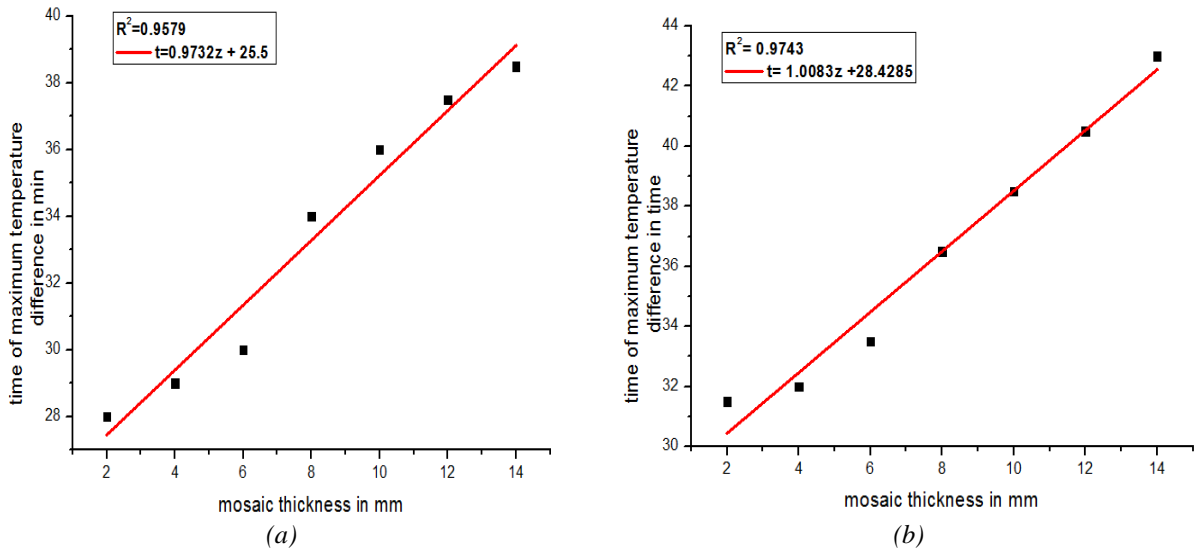 R²=0.9579
t=0.9732z + 25.5
time of maximum temperature
difference in min
40
38
36
34
32
30
28
2 4 6 8 10 12 14
mosaic thickness in mm
(a)
R²= 0.9743
t= 1.0083z +28.4285
time of maximum temperature
difference in time
44
42
40
38
36
34
32
30
2 4 6 8 10 12 14
mosaic thickness in mm
(b)